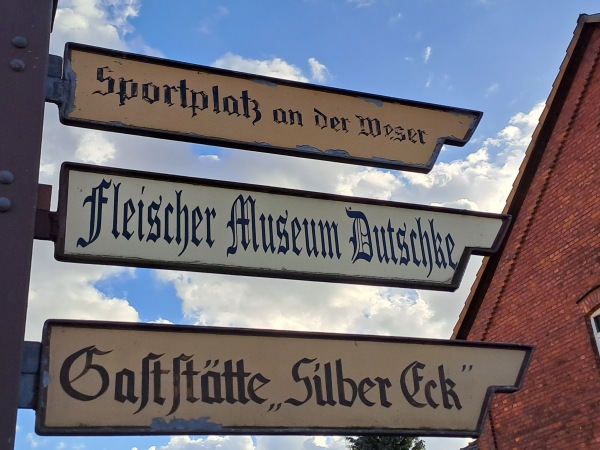 Sportplatz an der Weser
Fleischer Museum Dutschke
Gaſtſtätte „Silber Eck“